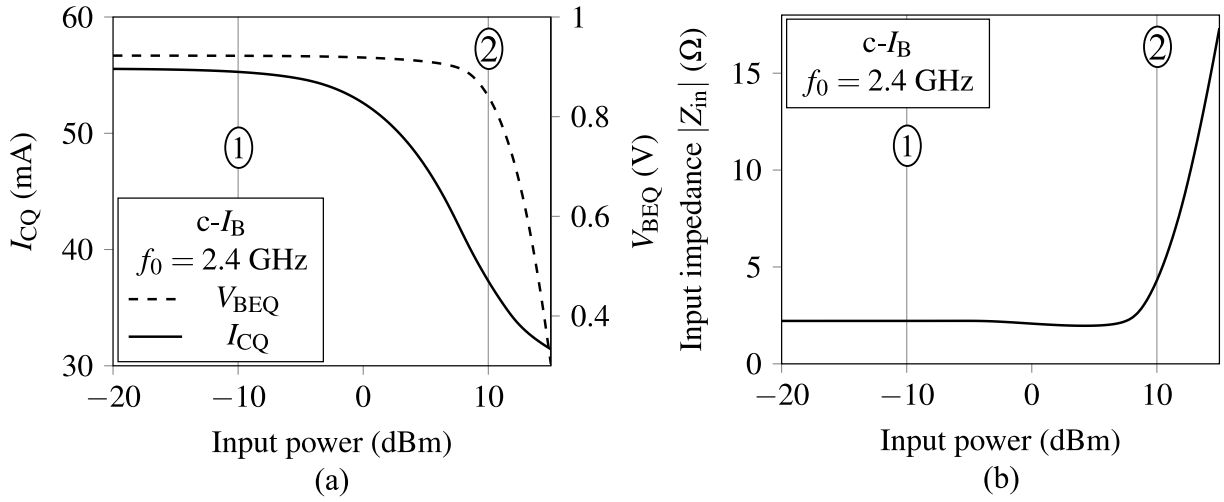 60
50
40
30
I_CQ (mA)
1
0.8
0.6
0.4
V_BEQ (V)
1
2
c-I_B
f_0 = 2.4 GHz
V_BEQ
I_CQ
−20
−10
0
10
Input power (dBm)
(a)
15
10
5
0
Input impedance |Z_in| (Ω)
c-I_B
f_0 = 2.4 GHz
1
2
−20
−10
0
10
Input power (dBm)
(b)